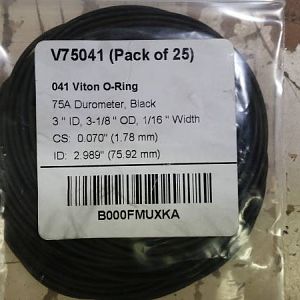 V75041 (Pack of 25)
041 Viton O-Ring
75A Durometer, Black
3 " ID, 3-1/8 " OD, 1/16 " Width
CS: 0.070" (1.78 mm)
ID: 2.989" (75.92 mm)
B000FMUXKA